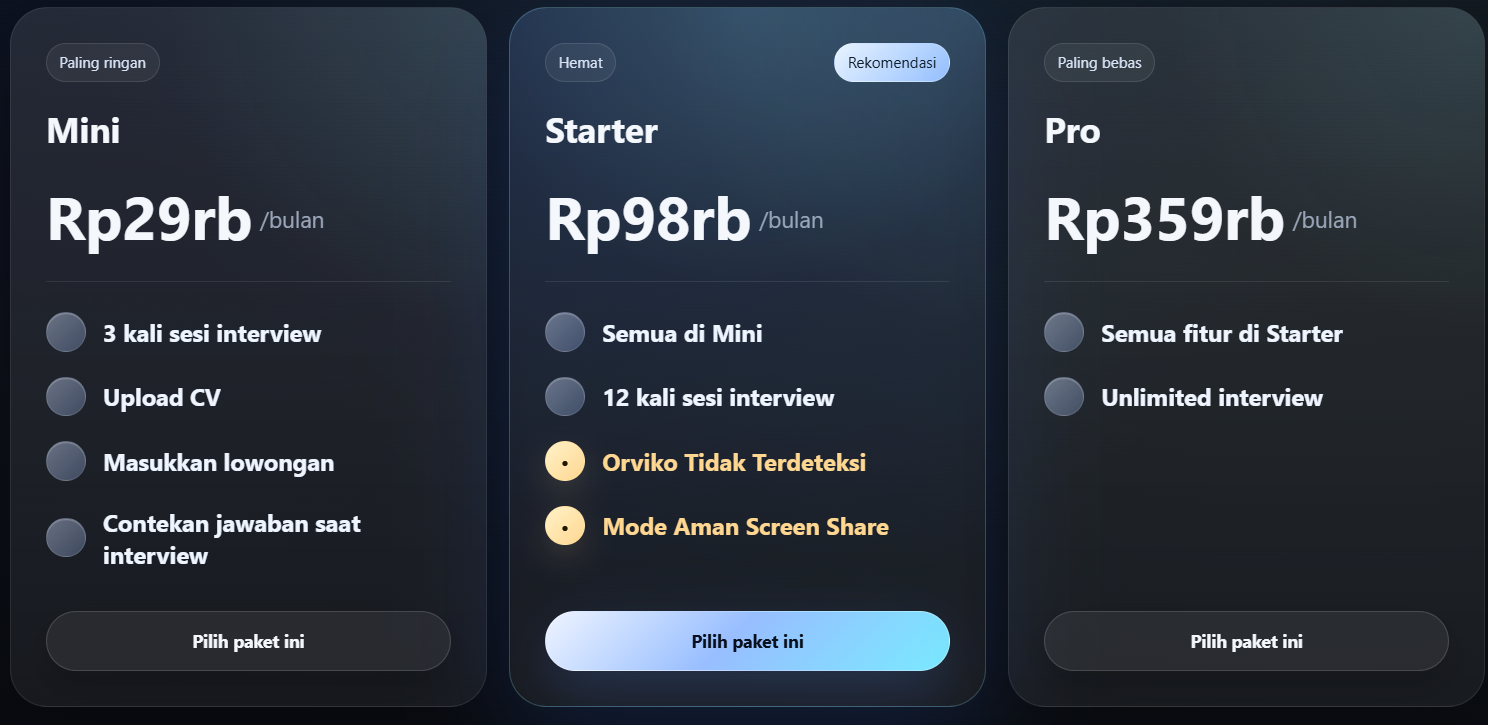 Paling ringan
Mini
Rp29rb /bulan
3 kali sesi interview
Upload CV
Masukkan lowongan
Contekan jawaban saat
interview
Pilih paket ini
Hemat
Rekomendasi
Starter
Rp98rb /bulan
Semua di Mini
12 kali sesi interview
Orviko Tidak Terdeteksi
Mode Aman Screen Share
Pilih paket ini
Paling bebas
Pro
Rp359rb /bulan
Semua fitur di Starter
Unlimited interview
Pilih paket ini